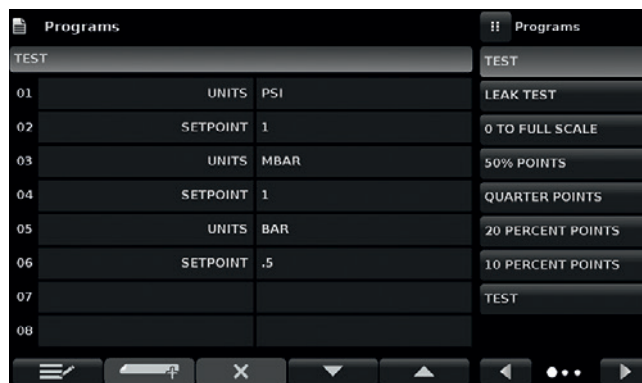 Programs
TEST
01 UNITS PSI
02 SETPOINT 1
03 UNITS MBAR
04 SETPOINT 1
05 UNITS BAR
06 SETPOINT .5
07
08
Programs
TEST
LEAK TEST
0 TO FULL SCALE
50% POINTS
QUARTER POINTS
20 PERCENT POINTS
10 PERCENT POINTS
TEST